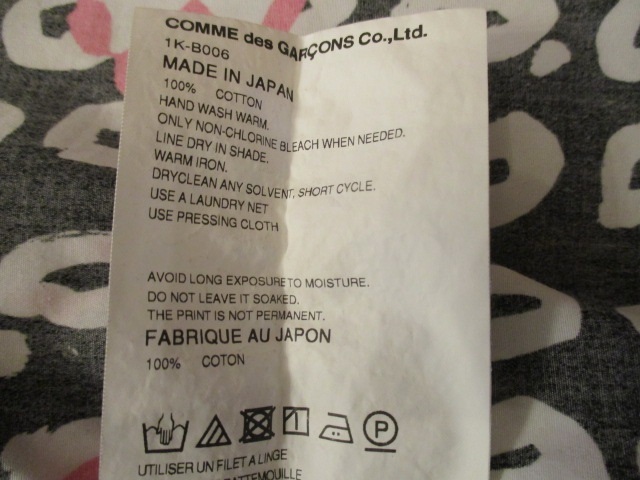 COMME des GARÇONS Co.,Ltd.
1K-B006
MADE IN JAPAN
100% COTTON
HAND WASH WARM.
ONLY NON-CHLORINE BLEACH WHEN NEEDED.
LINE DRY IN SHADE.
WARM IRON.
DRYCLEAN ANY SOLVENT, SHORT CYCLE.
USE A LAUNDRY NET
USE PRESSING CLOTH
AVOID LONG EXPOSURE TO MOISTURE.
DO NOT LEAVE IT SOAKED.
THE PRINT IS NOT PERMANENT.
FABRIQUE AU JAPON
100% COTON
P
UTILISER UN FILET A LINGE